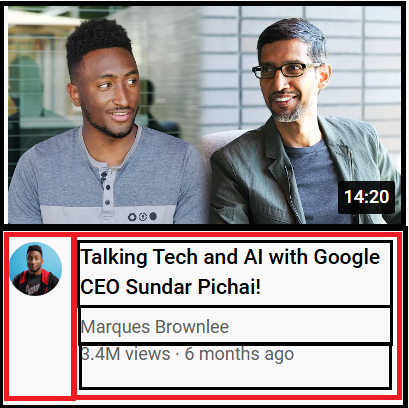 14:20
Talking Tech and AI with Google
CEO Sundar Pichai!
Marques Brownlee
3.4M views · 6 months ago